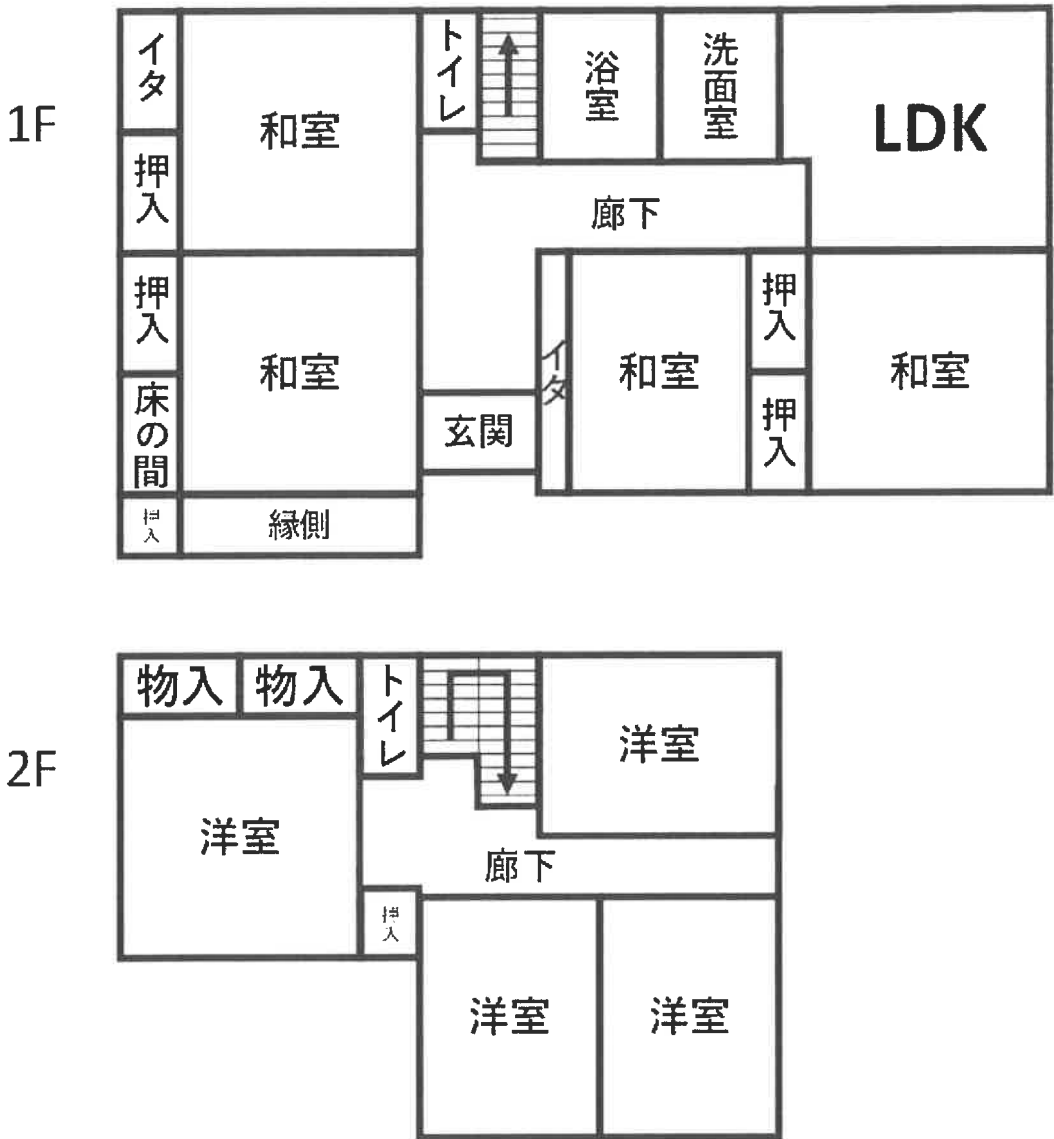 1F
イタ
和室
トイレ
浴室
洗面室
LDK
押入
廊下
押入
和室
イタ
和室
押入
和室
床の間
玄関
押入
押入
縁側
2F
物入
物入
トイレ
洋室
洋室
廊下
押入
洋室
洋室